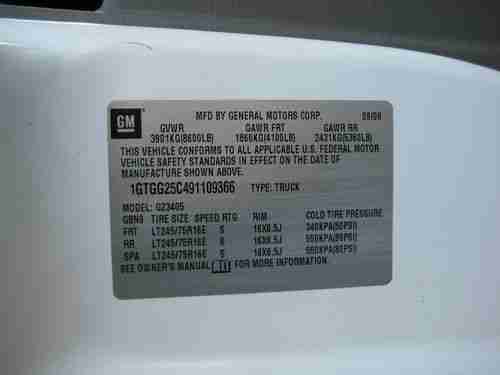 GM
MFD BY GENERAL MOTORS CORP. 09/08
GVWR GAWR FRT GAWR RR
3901KG(8600LB) 1860KG(4100LB) 2431KG(5360LB)
THIS VEHICLE CONFORMS TO ALL APPLICABLE U.S. FEDERAL MOTOR
VEHICLE SAFETY STANDARDS IN EFFECT ON THE DATE OF
MANUFACTURE SHOWN ABOVE.
1GTGG25C491109366 TYPE: TRUCK
MODEL: G23405
TIRE SIZE SPEED RTG RIM COLD TIRE PRESSURE
FRT LT245/75R16E S 16X6.5J 340KPA(50PSI)
RR LT245/75R16E S 16X6.5J 550KPA(80PSI)
SPA LT245/75R16E S 16X6.5J 550KPA(80PSI)
SEE OWNER'S MANUAL FOR MORE INFORMATION